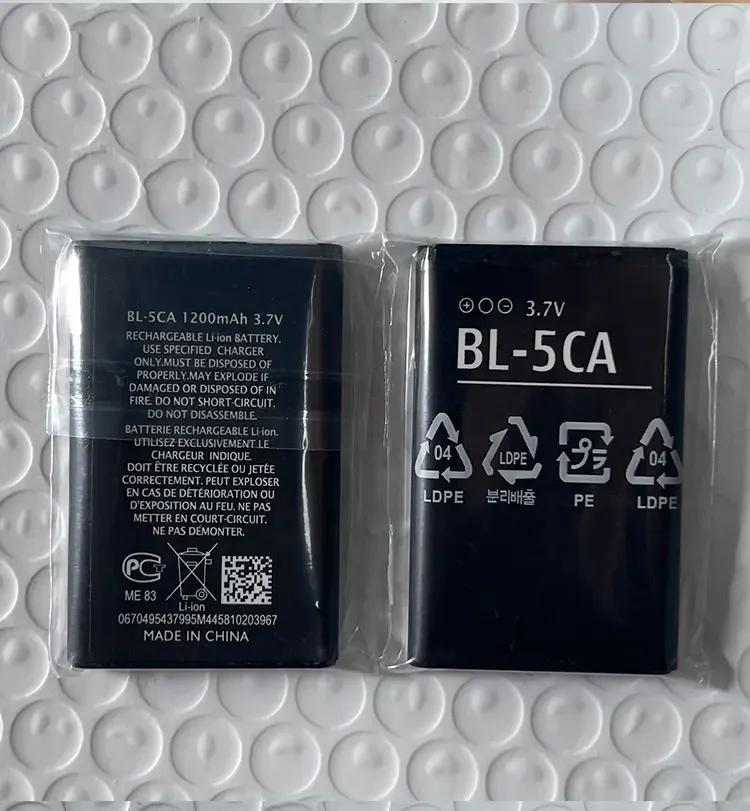 BL-5CA 1200mAh 3.7V
RECHARGEABLE Li-ion BATTERY.
USE SPECIFIED CHARGER
ONLY.MUST BE DISPOSED OF
PROPERLY.MAY EXPLODE IF
DAMAGED OR DISPOSED OF IN
FIRE. DO NOT SHORT-CIRCUIT.
DO NOT DISASSEMBLE.
BATTERIE RECHARGEABLE Li-ion.
UTILISEZ EXCLUSIVEMENT LE
CHARGEUR INDIQUE.
DOIT ÊTRE RECYCLÉE OU JETÉE
CORRECTEMENT. PEUT EXPLOSER
EN CAS DE DÉTÉRIORATION OU
D'EXPOSITION AU FEU. NE PAS
METTER EN COURT-CIRCUIT.
NE PAS DÉMONTER.
PCT
ME 83
Li-ion
0670495437995M445810203967
MADE IN CHINA
+ - 3.7V
BL-5CA
04 LDPE プラ 04
LDPE 분리배출 PE LDPE